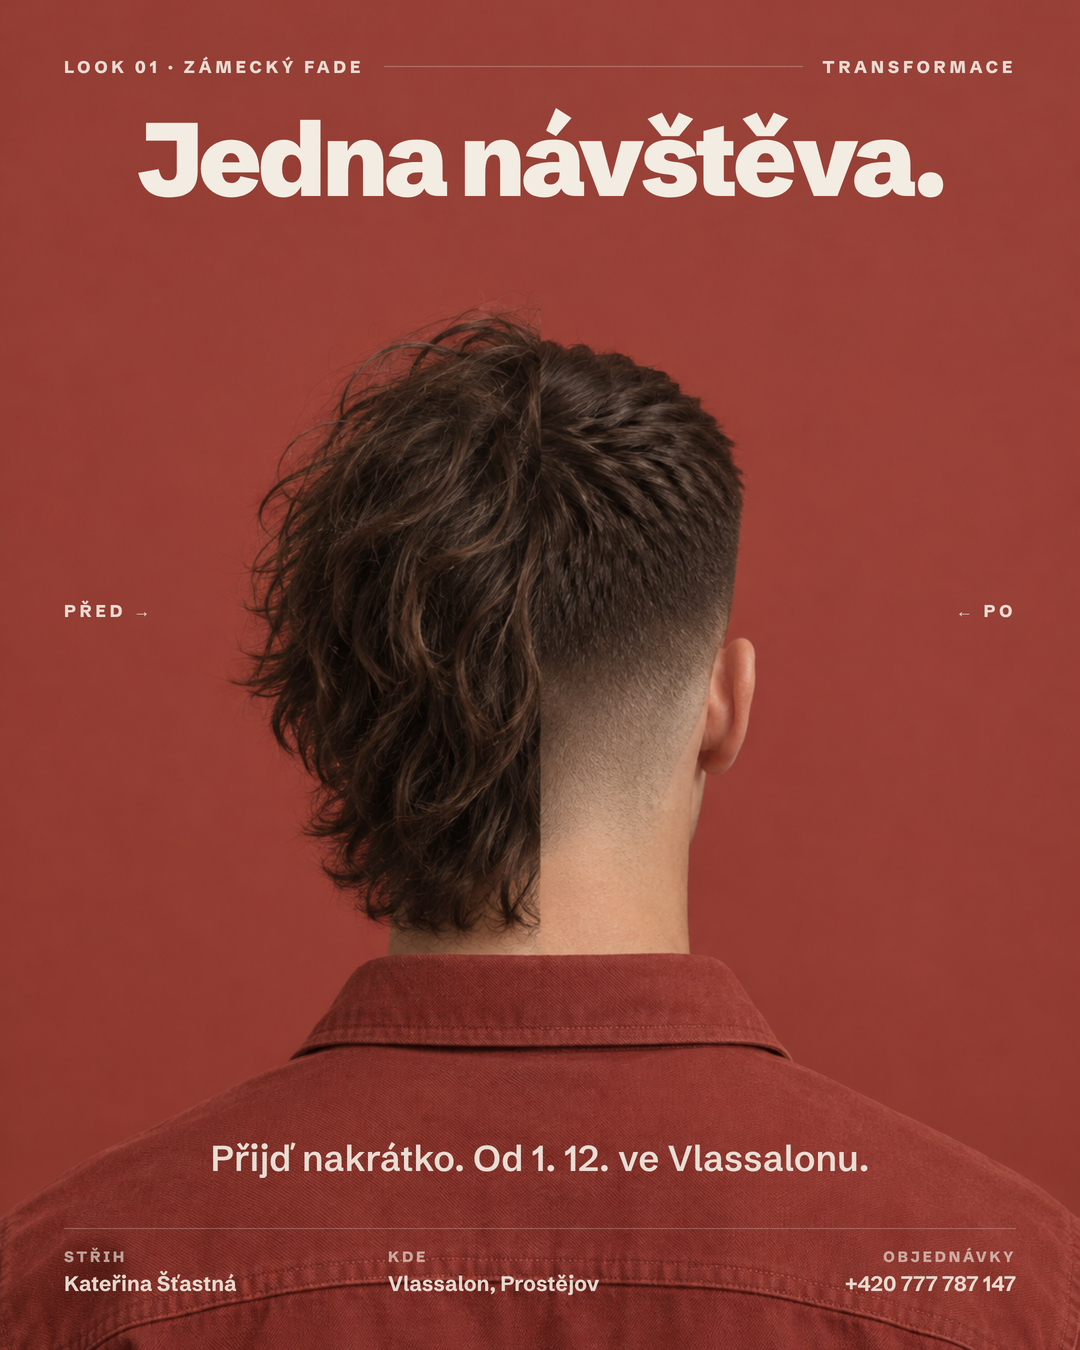 LOOK 01 · ZÁMECKÝ FADE
TRANSFORMACE
Jedna návštěva.
PŘED →
← PO
Přijď nakrátko. Od 1. 12. ve Vlassalonu.
STŘIH
Kateřina Šťastná
KDE
Vlassalon, Prostějov
OBJEDNÁVKY
+420 777 787 147